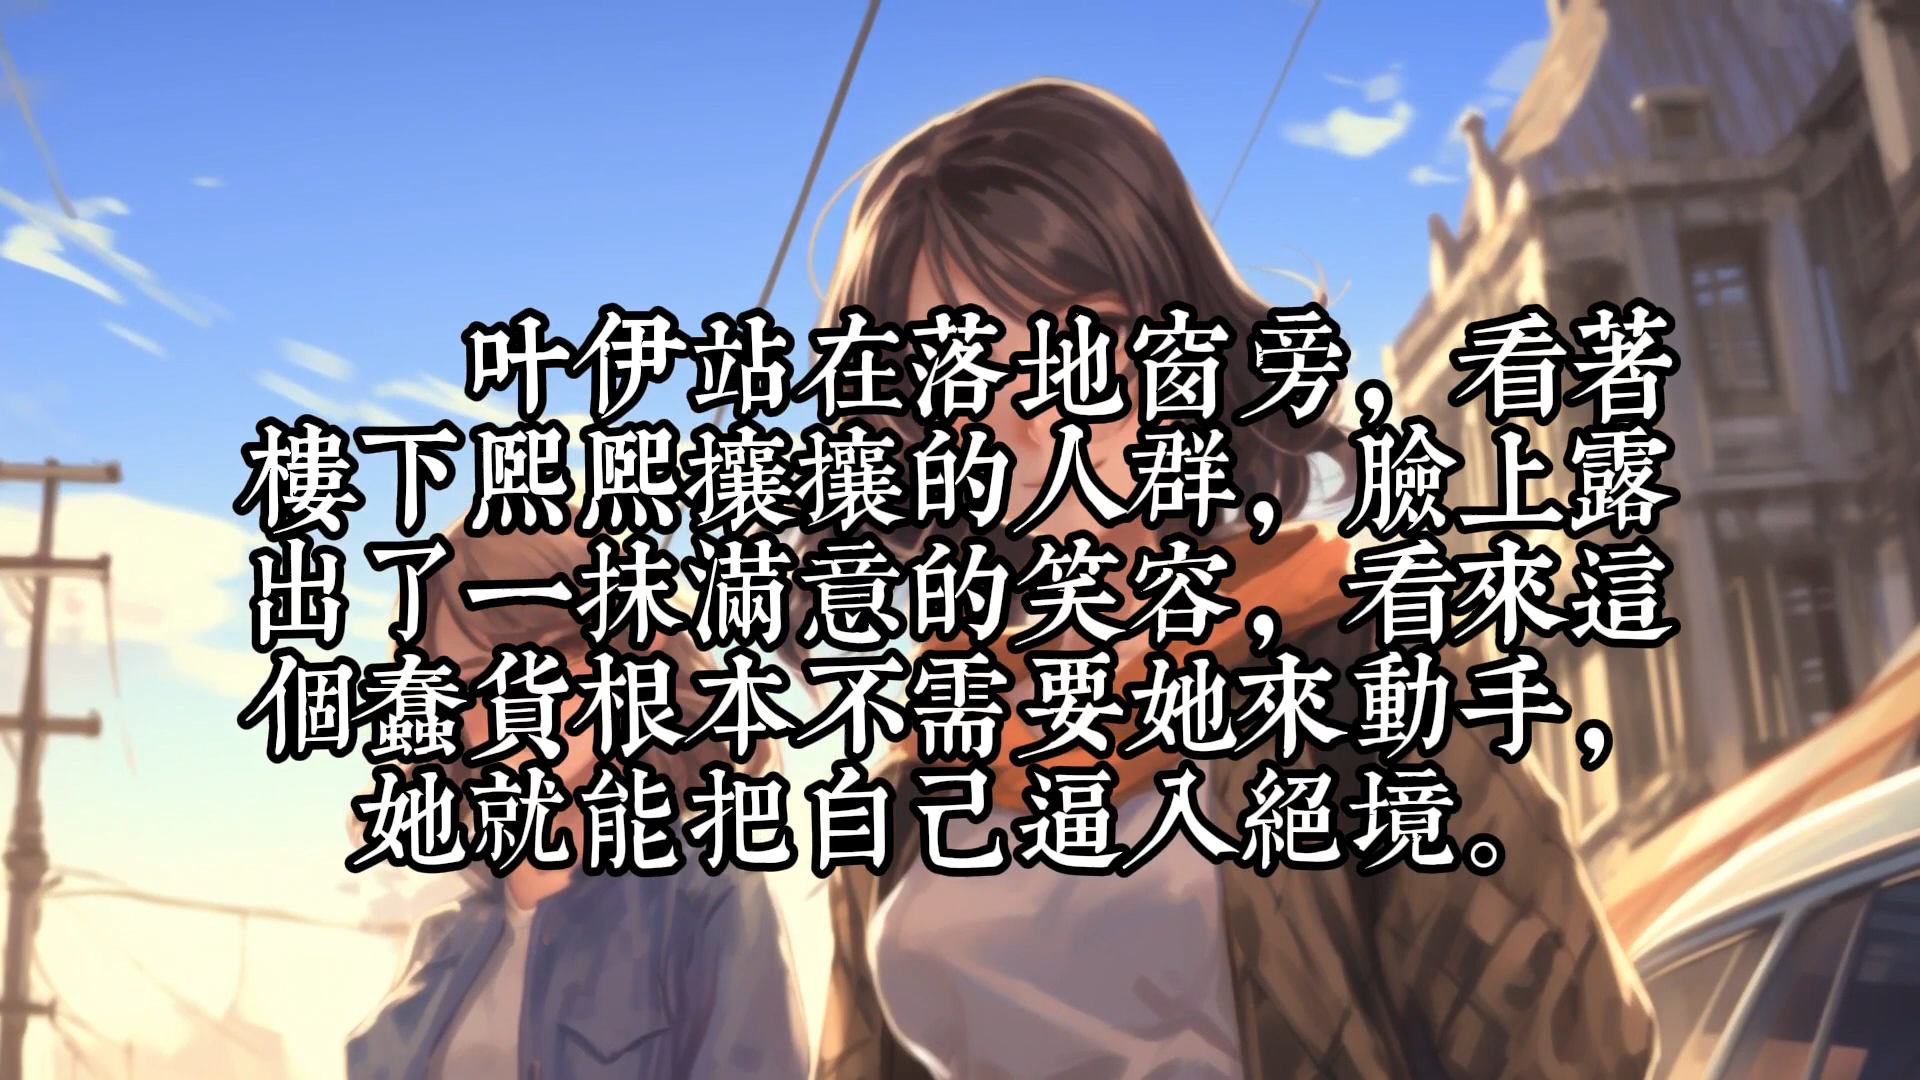 叶伊站在落地窗旁，看著
樓下熙熙攘攘的人群，臉上露
出了一抹滿意的笑容，看來這
個蠢貨根本不需要她來動手，
她就能把自己逼入絕境。